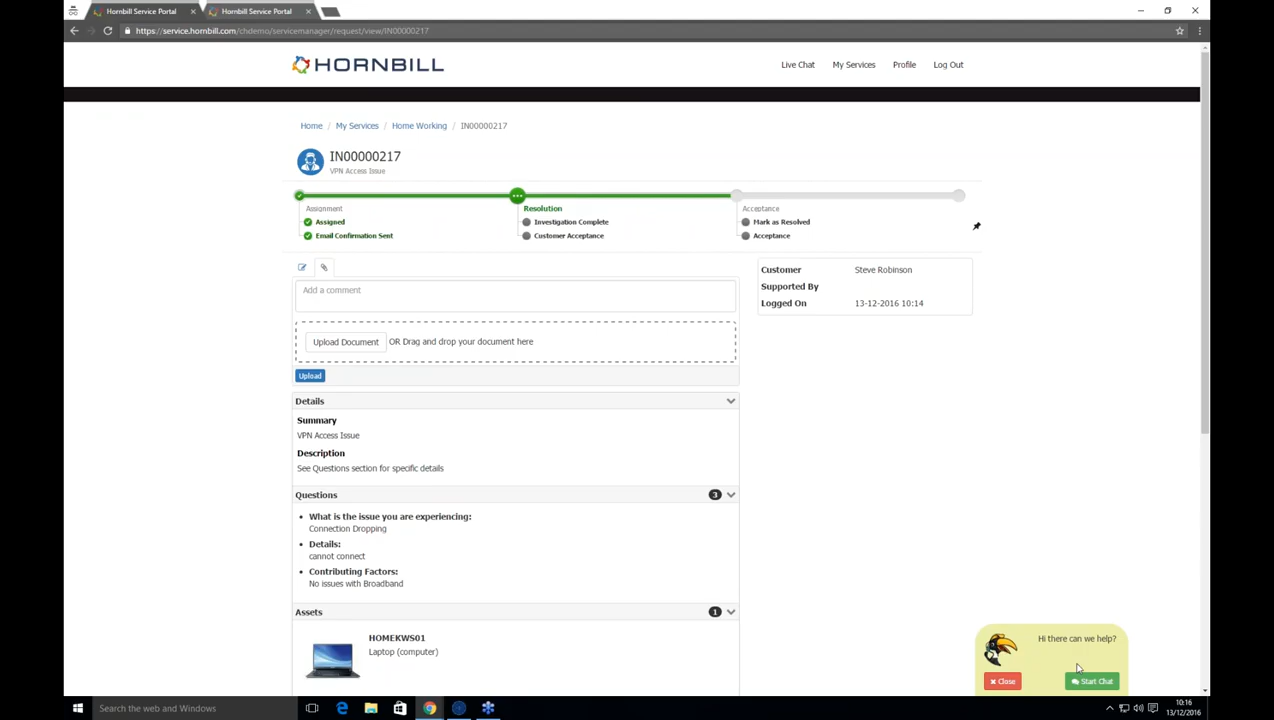 Hornbill Service Portal
Hornbill Service Portal
https://service.hornbill.com/chdemo/servicemanager/request/view/IN00000217
HORNBILL
Live Chat
My Services
Profile
Log Out
Home / My Services / Home Working / IN00000217
IN00000217
VPN Access Issue
Assignment
Assigned
Email Confirmation Sent
Resolution
Investigation Complete
Customer Acceptance
Acceptance
Mark as Resolved
Acceptance
Add a comment
Upload Document OR Drag and drop your document here
Upload
Customer Steve Robinson
Supported By
Logged On 13-12-2016 10:14
Details
Summary
VPN Access Issue
Description
See Questions section for specific details
Questions 3
What is the issue you are experiencing:
Connection Dropping
Details:
cannot connect
Contributing Factors:
No issues with Broadband
Assets 1
HOMEKWS01
Laptop (computer)
Hi there can we help?
Close
Start Chat
Search the web and Windows
10:16
13/12/2016